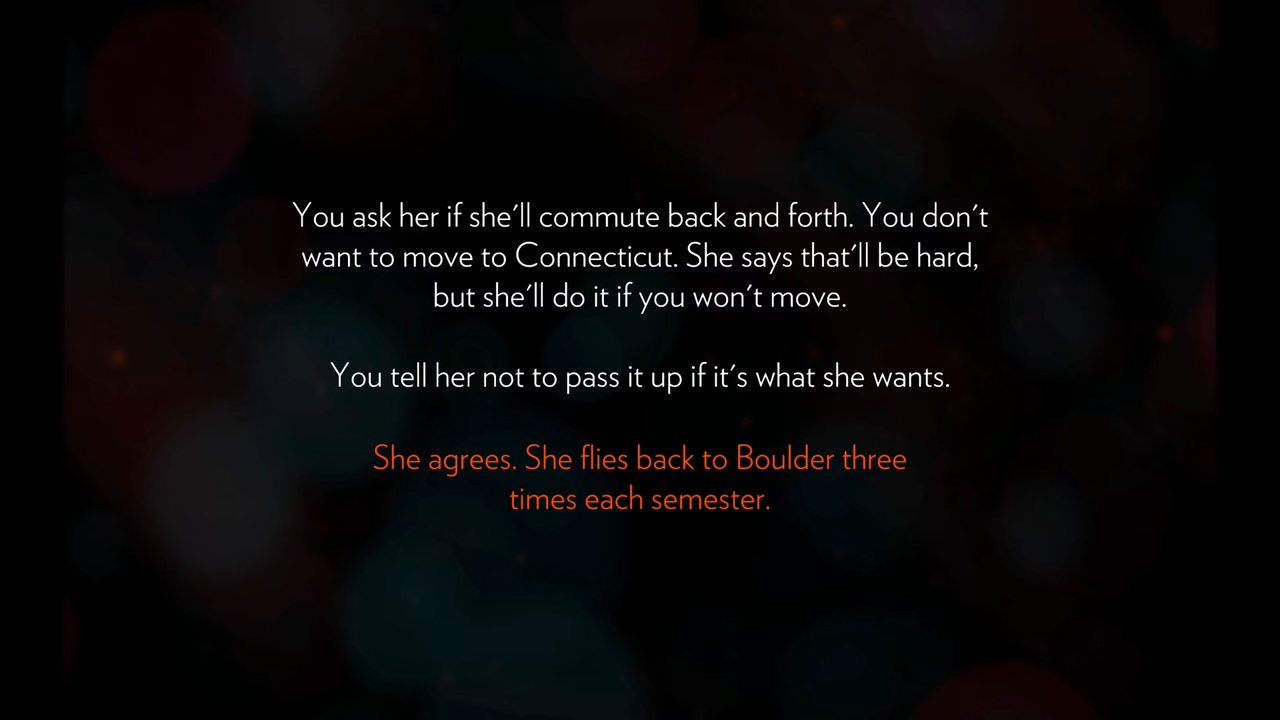 You ask her if she'll commute back and forth. You don't
want to move to Connecticut. She says that'll be hard,
but she'll do it if you won't move.
You tell her not to pass it up if it's what she wants.
She agrees. She flies back to Boulder three
times each semester.